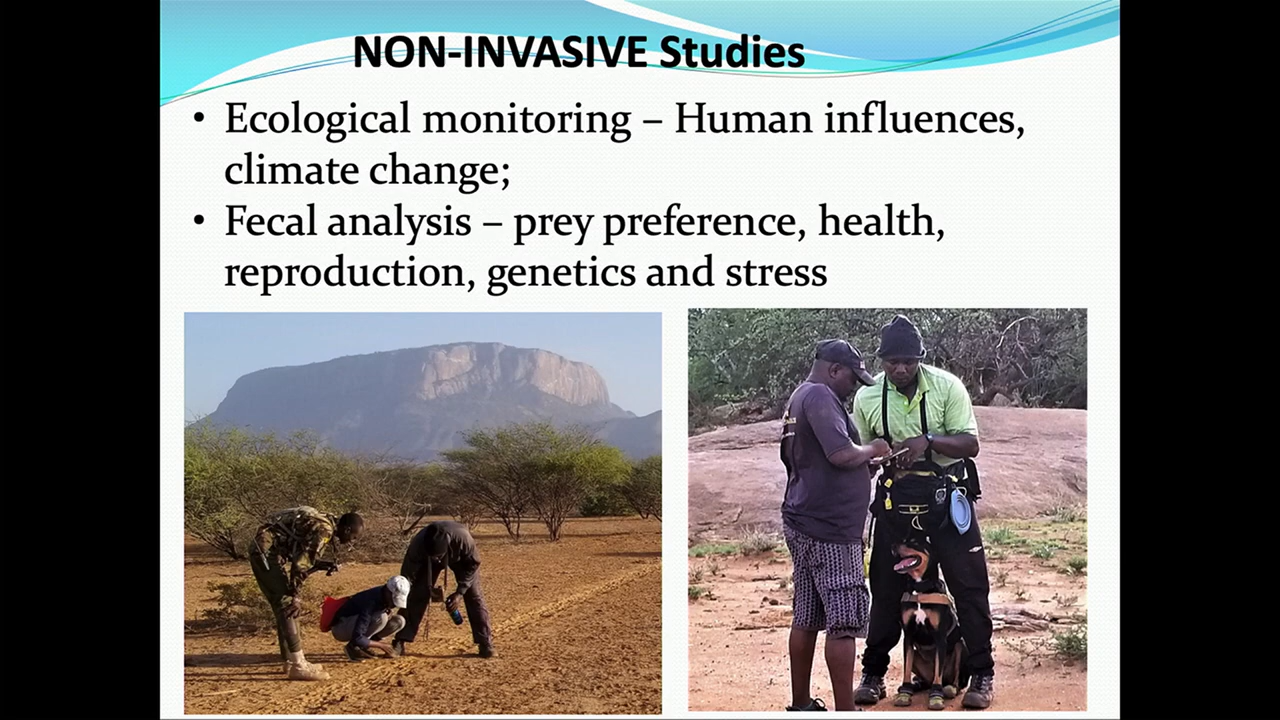 NON-INVASIVE Studies
• Ecological monitoring – Human influences,
climate change;
• Fecal analysis – prey preference, health,
reproduction, genetics and stress